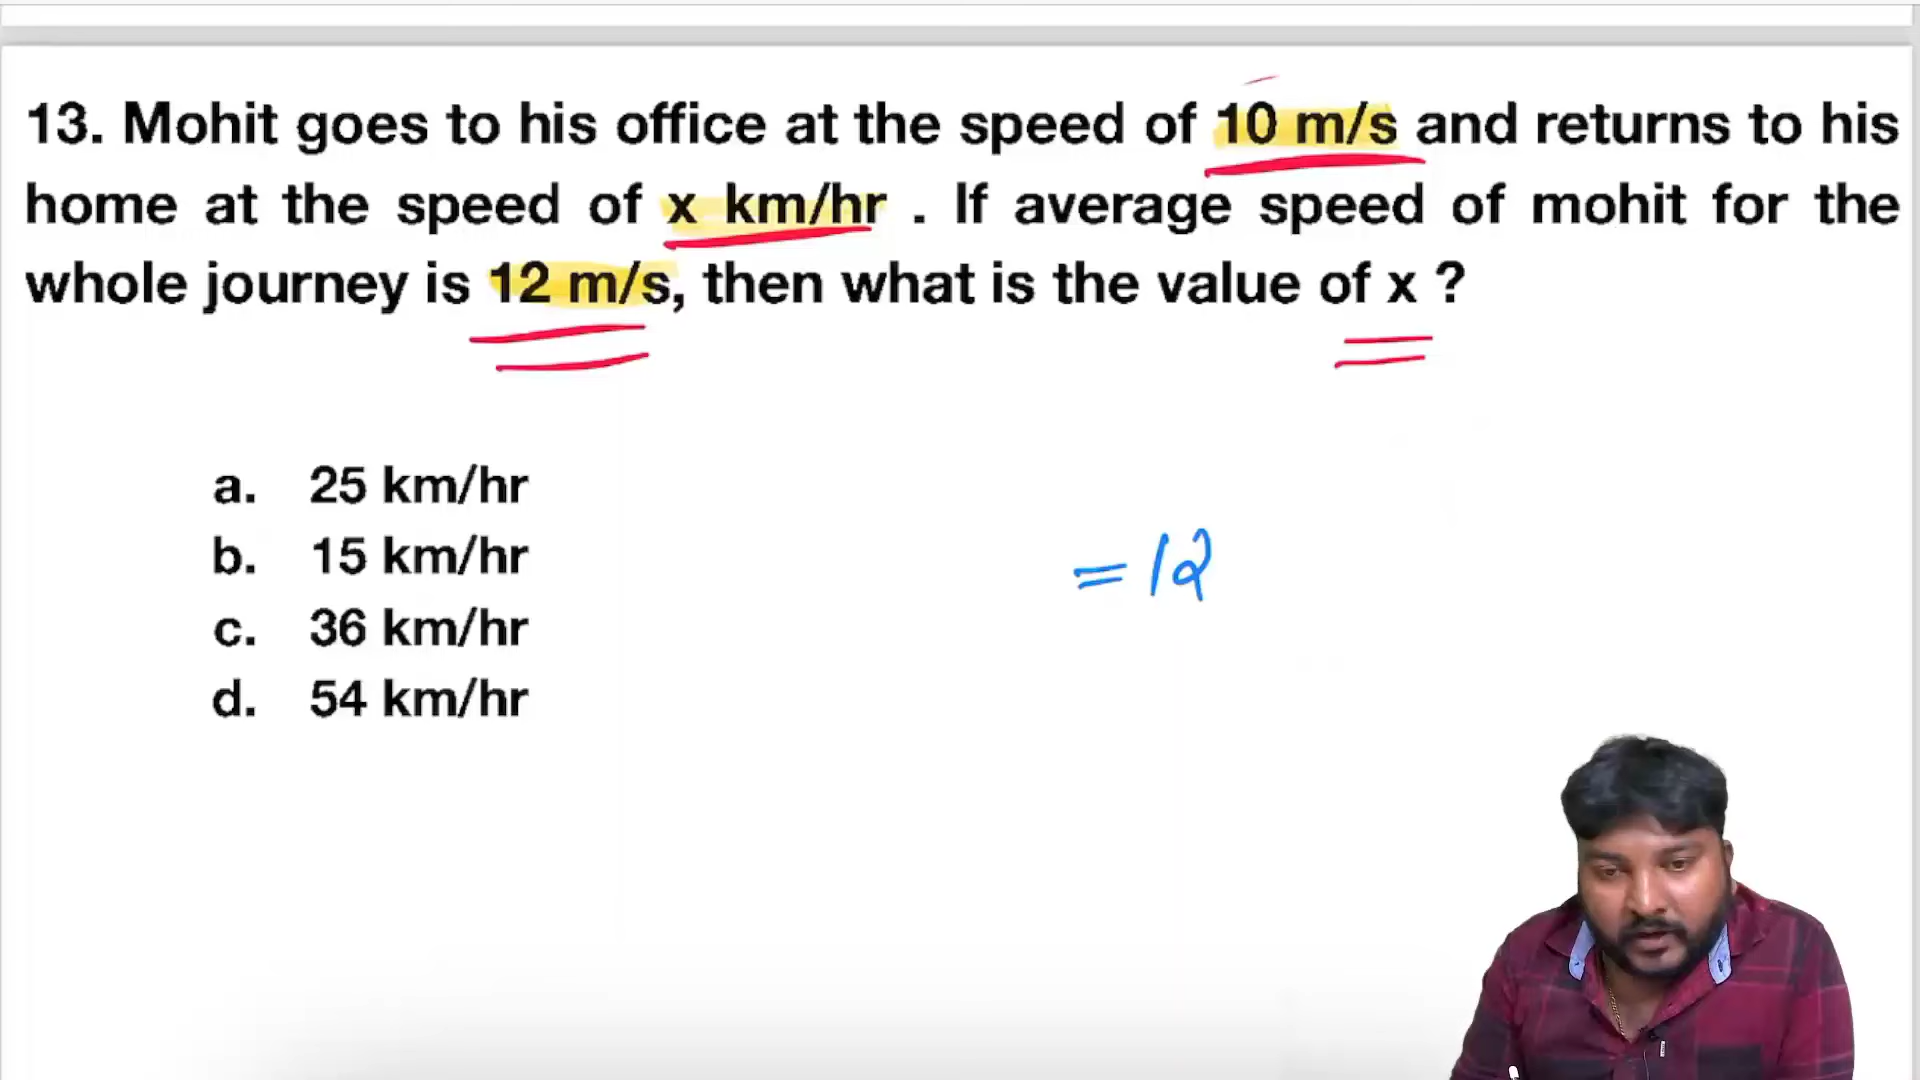 13. Mohit goes to his office at the speed of 10 m/s and returns to his
home at the speed of x km/hr . If average speed of mohit for the
whole journey is 12 m/s, then what is the value of x ?
a. 25 km/hr
b. 15 km/hr
c. 36 km/hr
d. 54 km/hr
= 12